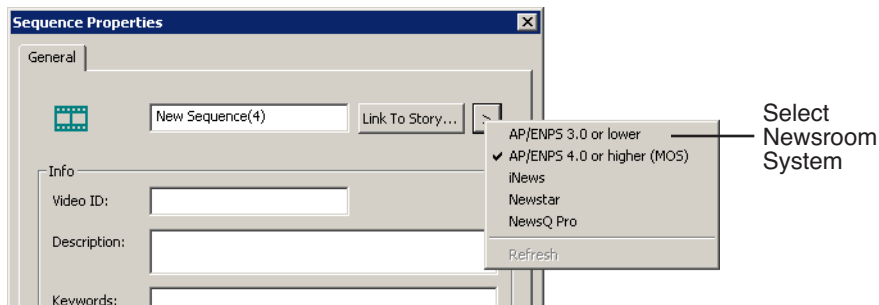 Sequence Properties
General
New Sequence(4)
Link To Story...
>
AP/ENPS 3.0 or lower
AP/ENPS 4.0 or higher (MOS)
iNews
Newstar
NewsQ Pro
Refresh
Select
Newsroom
System
Info
Video ID:
Description:
Keywords: